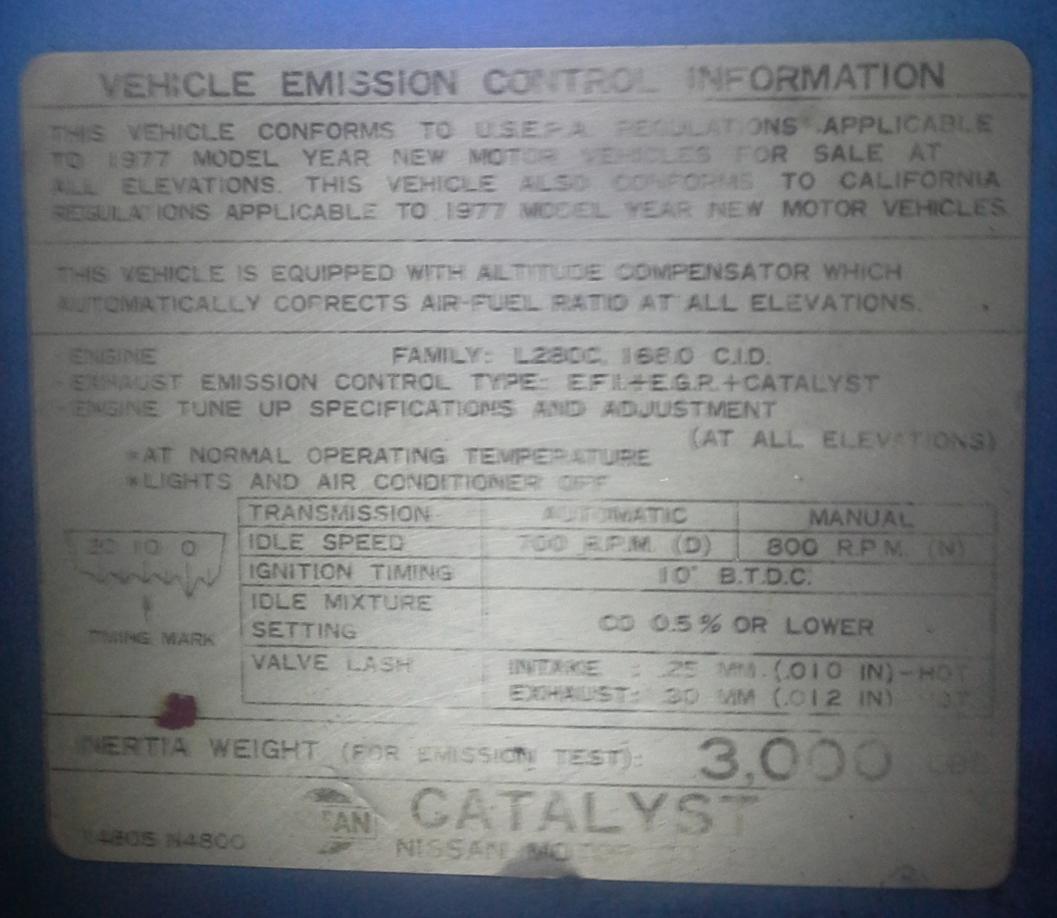 VEHICLE EMISSION CONTROL INFORMATION
THIS VEHICLE CONFORMS TO U.S.E.P.A. REGULATIONS APPLICABLE
TO 1977 MODEL YEAR NEW MOTOR VEHICLES FOR SALE AT
ALL ELEVATIONS. THIS VEHICLE ALSO CONFORMS TO CALIFORNIA
REGULATIONS APPLICABLE TO 1977 MODEL YEAR NEW MOTOR VEHICLES
THIS VEHICLE IS EQUIPPED WITH ALTITUDE COMPENSATOR WHICH
AUTOMATICALLY CORRECTS AIR-FUEL RATIO AT ALL ELEVATIONS.
ENGINE FAMILY: L280C, 168.0 C.I.D.
EXHAUST EMISSION CONTROL TYPE: E.F.I.+E.G.R.+CATALYST
ENGINE TUNE UP SPECIFICATIONS AND ADJUSTMENT
(AT ALL ELEVATIONS)
*AT NORMAL OPERATING TEMPERATURE
*LIGHTS AND AIR CONDITIONER OFF
TRANSMISSION AUTOMATIC MANUAL
IDLE SPEED 700 R.P.M. (D) 800 R.P.M. (N)
IGNITION TIMING 10° B.T.D.C.
IDLE MIXTURE
SETTING CO 0.5% OR LOWER
VALVE LASH INTAKE : .25 MM (.010 IN)-HOT
EXHAUST: .30 MM (.012 IN)
20 10 0
TIMING MARK
INERTIA WEIGHT (FOR EMISSION TEST): 3,000
CATALYST
NISSAN
N4800